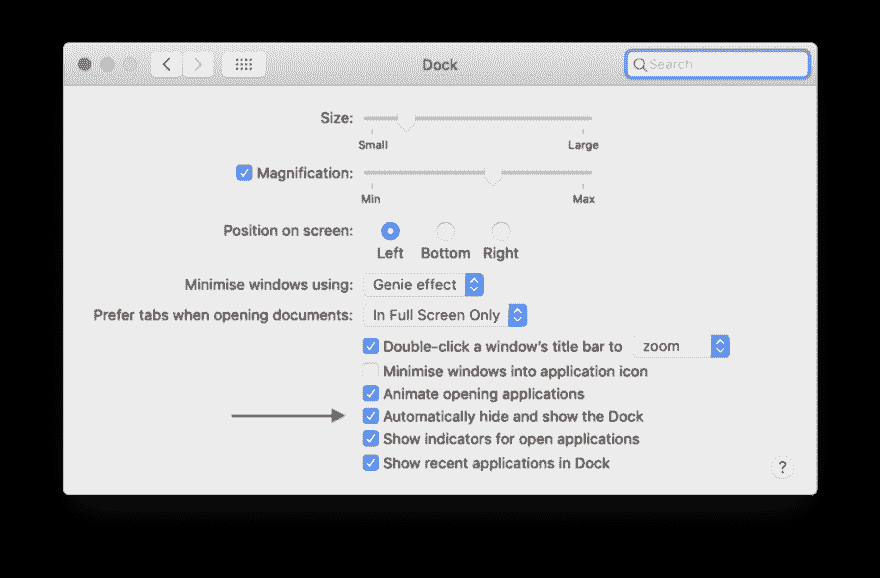 Dock
Search
Size:
Small Large
Magnification:
Min Max
Position on screen:
Left Bottom Right
Minimise windows using: Genie effect
Prefer tabs when opening documents: In Full Screen Only
Double-click a window's title bar to zoom
Minimise windows into application icon
Animate opening applications
Automatically hide and show the Dock
Show indicators for open applications
Show recent applications in Dock
?